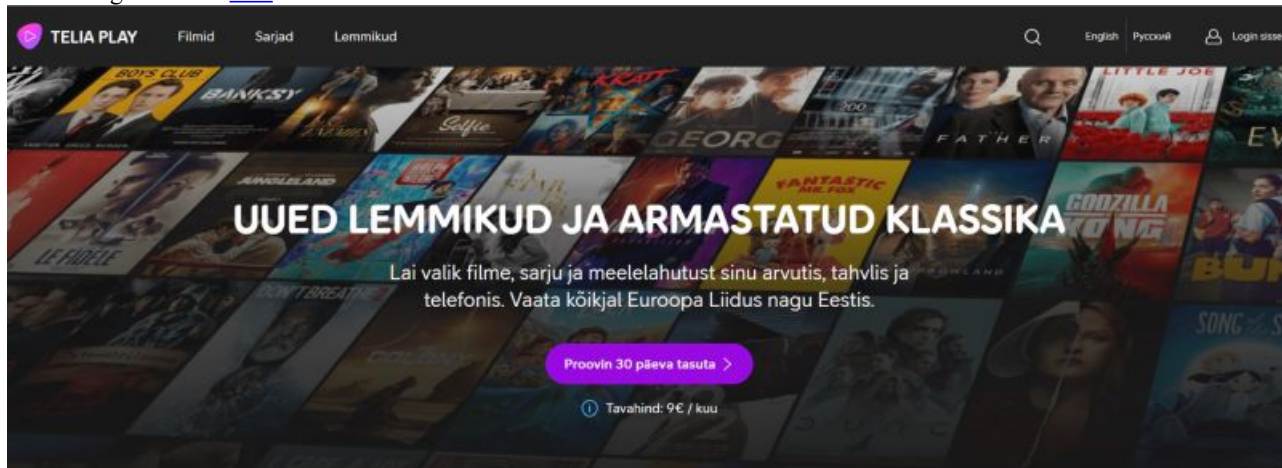 TELIA PLAY Filmid Sarjad Lemmikud English Русский Login sisse
BOYS CLUB
BANKSY
Selfie
KRATT
GEORG
200
FATHER
LITTLE JOE
JUNGLELAND
FANTASTIC
MR. FOX
GODZILLA
KONG
LE FIDELE
UUED LEMMIKUD JA ARMASTATUD KLASSIKA
Lai valik filme, sarju ja meelelahutust sinu arvutis, tahvlis ja
telefonis. Vaata kõikjal Euroopa Liidus nagu Eestis.
DON'T BREATHE
Proovin 30 päeva tasuta
Tavahind: 9€ / kuu